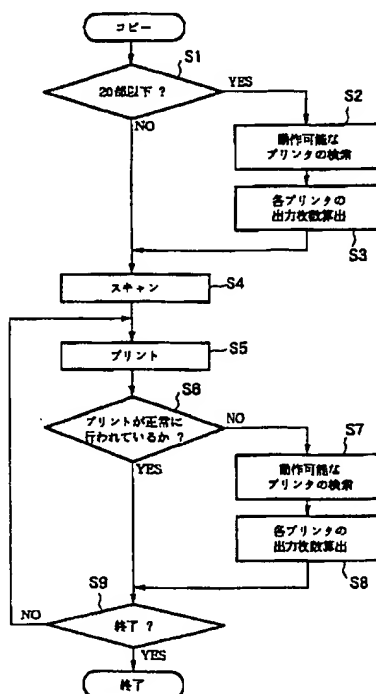 コピー
S1
20部以下 ?
YES
NO
S2
動作可能な
プリンタの検索
各プリンタの
出力枚数算出
S3
スキャン
S4
プリント
S5
S6
プリントが正常に
行われているか ?
NO
YES
S7
動作可能な
プリンタの検索
各プリンタの
出力枚数算出
S8
S9
終了 ?
NO
YES
終了